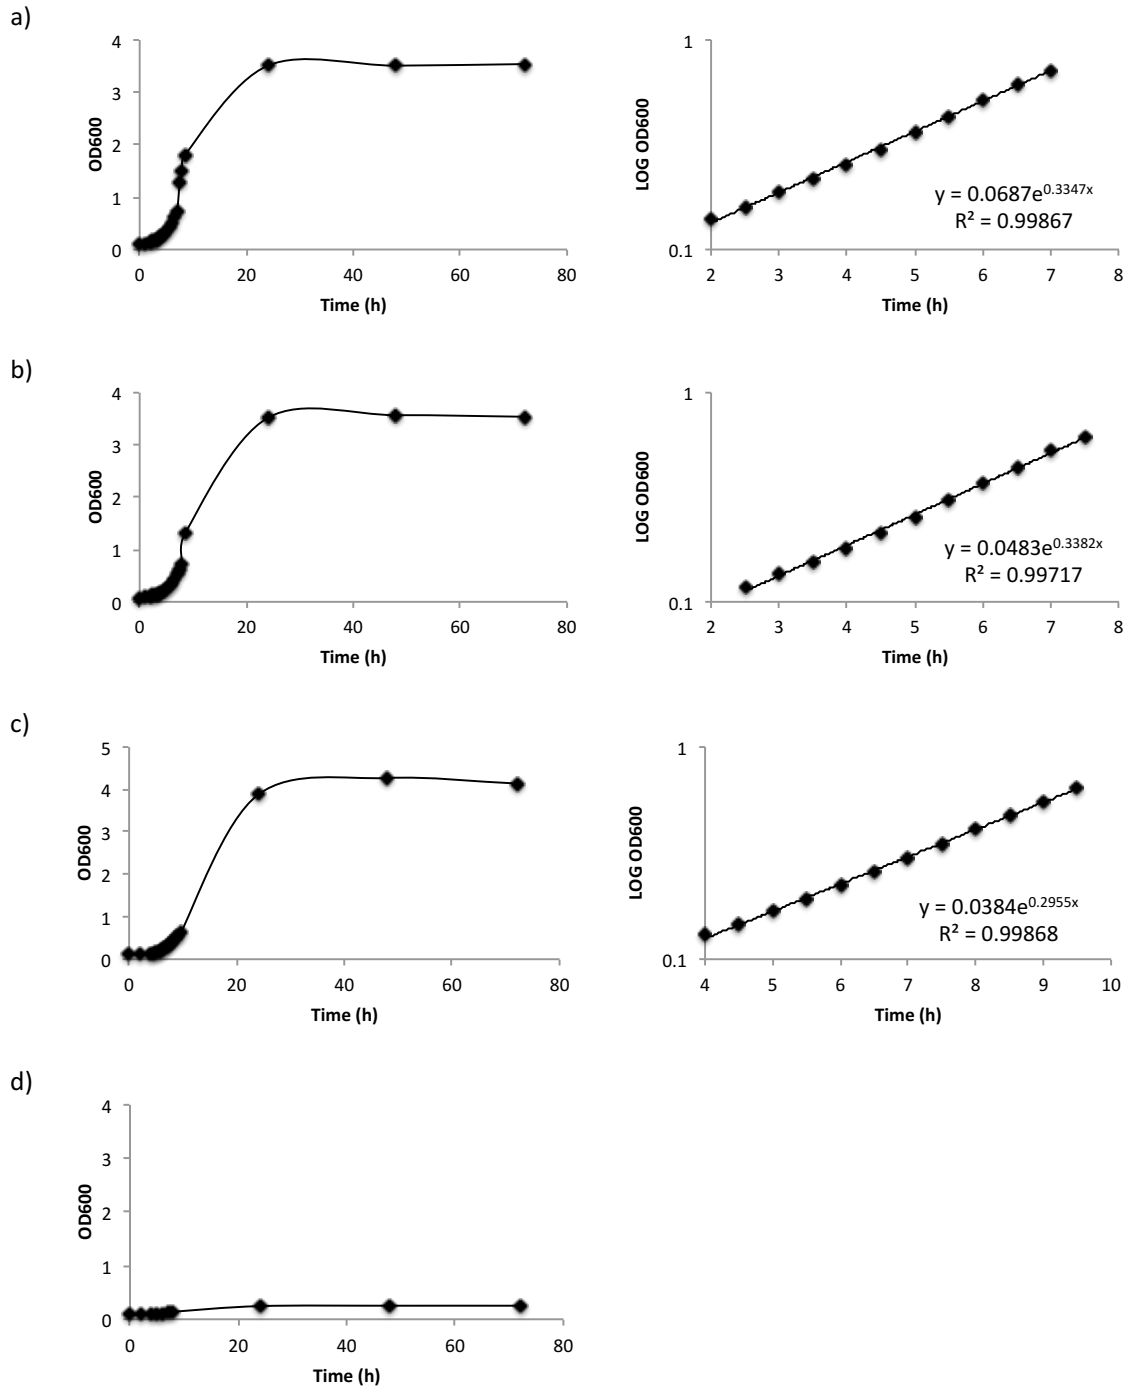 a)
4
3
2
1
0
OD600
0 20 40 60 80
Time (h)
1
0.1
LOG OD600
y = 0.0687e^0.3347x
R² = 0.99867
2 3 4 5 6 7 8
Time (h)
b)
4
3
2
1
0
OD600
0 20 40 60 80
Time (h)
1
0.1
LOG OD600
y = 0.0483e^0.3382x
R² = 0.99717
2 3 4 5 6 7 8
Time (h)
c)
5
4
3
2
1
0
OD600
0 20 40 60 80
Time (h)
1
0.1
LOG OD600
y = 0.0384e^0.2955x
R² = 0.99868
4 5 6 7 8 9 10
Time (h)
d)
4
3
2
1
0
OD600
0 20 40 60 80
Time (h)